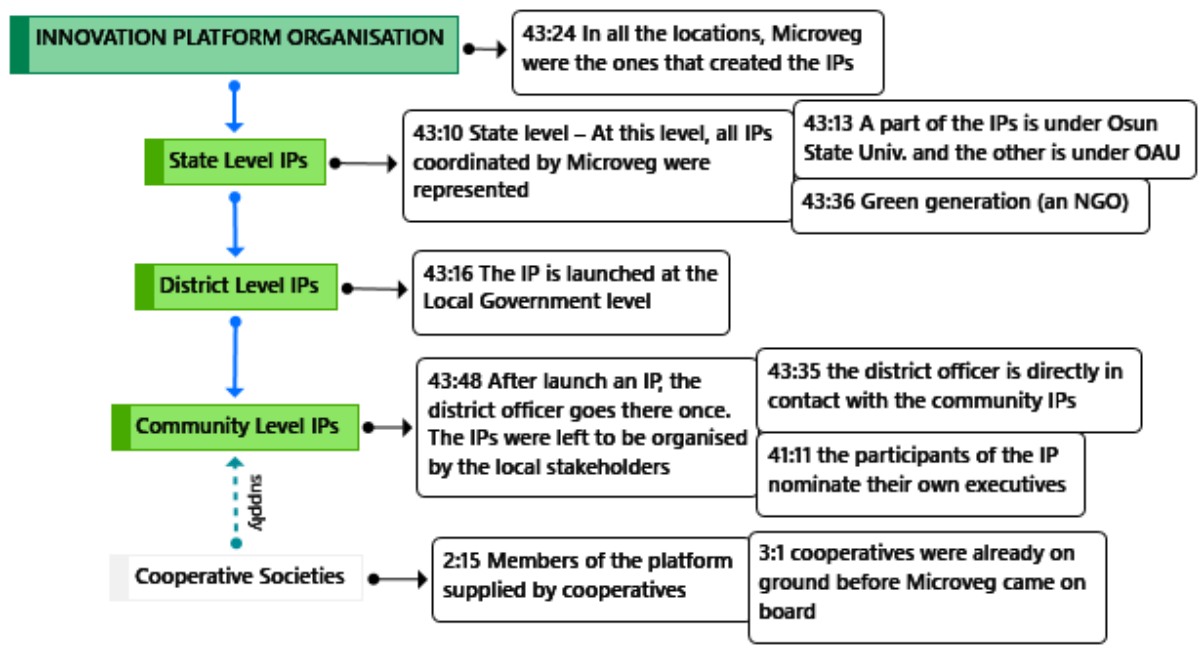 INNOVATION PLATFORM ORGANISATION
43:24 In all the locations, Microveg
were the ones that created the IPs
State Level IPs
43:10 State level – At this level, all IPs
coordinated by Microveg were
represented
43:13 A part of the IPs is under Osun
State Univ. and the other is under OAU
43:36 Green generation (an NGO)
District Level IPs
43:16 The IP is launched at the
Local Government level
Community Level IPs
43:48 After launch an IP, the
district officer goes there once.
The IPs were left to be organised
by the local stakeholders
43:35 the district officer is directly in
contact with the community IPs
41:11 the participants of the IP
nominate their own executives
supply
Cooperative Societies
2:15 Members of the platform
supplied by cooperatives
3:1 cooperatives were already on
ground before Microveg came on
board